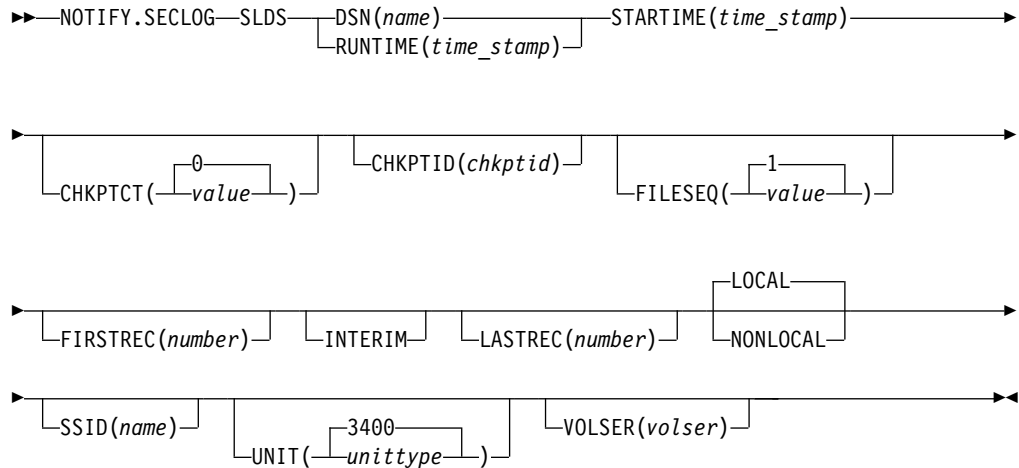 NOTIFY.SECLOG SLDS DSN(name) STARTIME(time_stamp)
RUNTIME(time_stamp)
0
CHKPTCT( value )
CHKPTID(chkptid)
1
FILESEQ( value )
LOCAL
FIRSTREC(number) INTERIM LASTREC(number) NONLOCAL
SSID(name)
3400
UNIT( unittype )
VOLSER(volser)